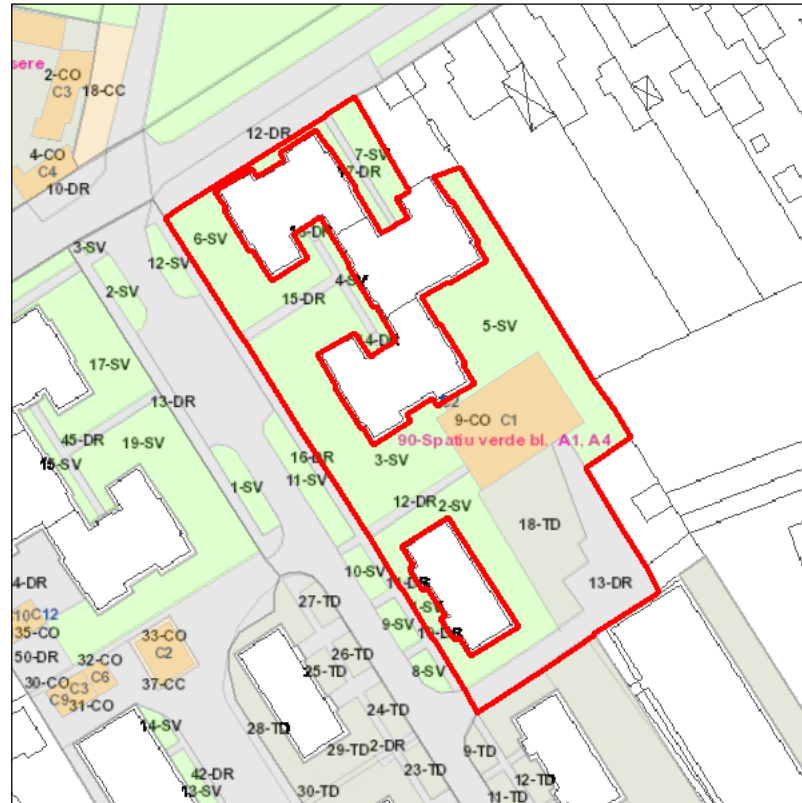 sere
2-CO
C3
18-CC
4-CO
C4
10-DR
12-DR
7-SV
17-DR
3-SV
12-SV
6-SV
2-SV
4-SV
15-DR
5-SV
17-SV
13-DR
9-CO C1
90-Spatiu verde bl. A1, A4
45-DR
19-SV
16-DR
3-SV
1-SV
11-SV
12-DR
2-SV
18-TD
10-SV
13-DR
4-DR
27-TD
9-SV
10C12
35-CO
33-CO
C2
50-DR
32-CO
26-TD
8-SV
30-CO
C3
C6
25-TD
37-CC
C9
31-CO
24-TD
14-SV
28-TD
29-TD
2-DR
9-TD
42-DR
23-TD
12-TD
13-SV
30-TD
11-TD